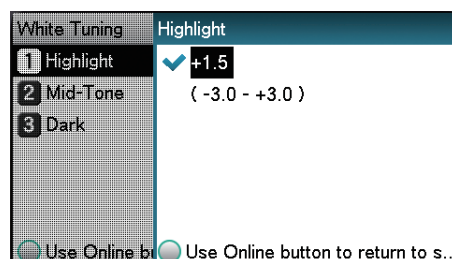 White Tuning
1 Highlight
2 Mid-Tone
3 Dark
Use Online bu
Highlight
+1.5
( -3.0 - +3.0 )
Use Online button to return to s..